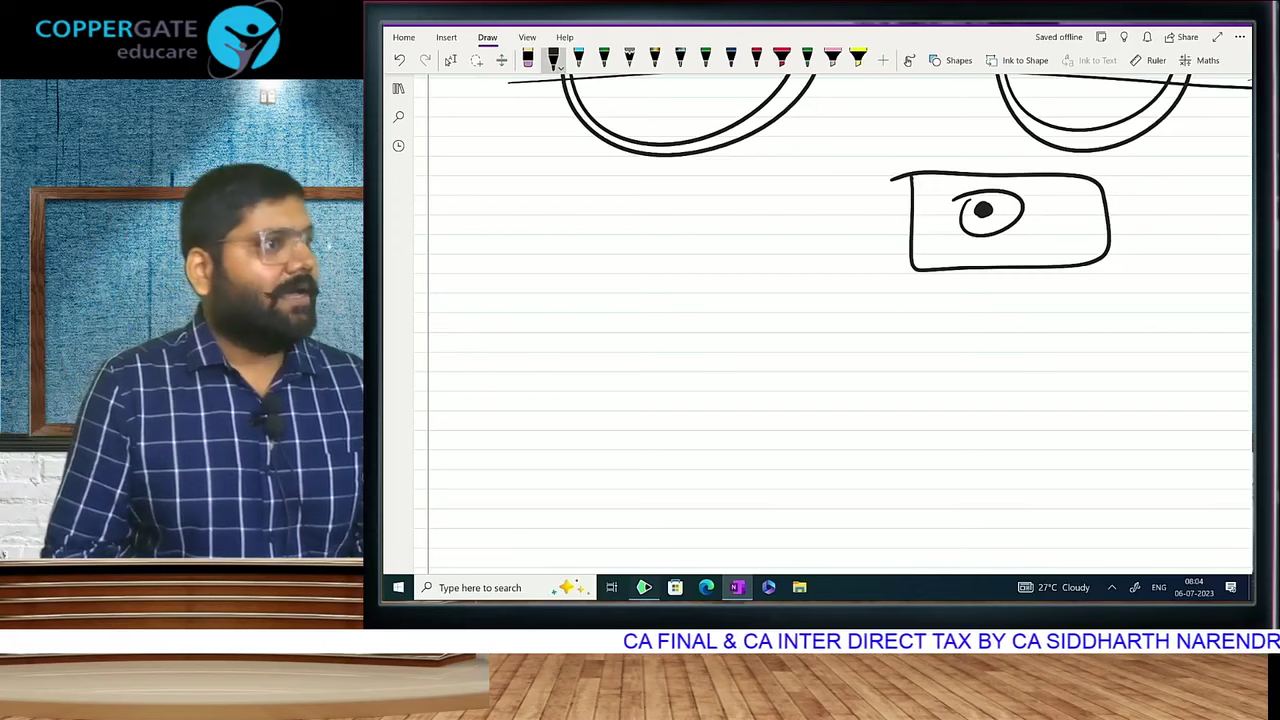 COPPERGATE
educare
Home Insert Draw View Help
Saved offline
Share
Shapes
Ink to Shape
Ink to Text
Ruler
Maths
Type here to search
27°C Cloudy
ENG
08:04
06-07-2023
CA FINAL & CA INTER DIRECT TAX BY CA SIDDHARTH NARENDR